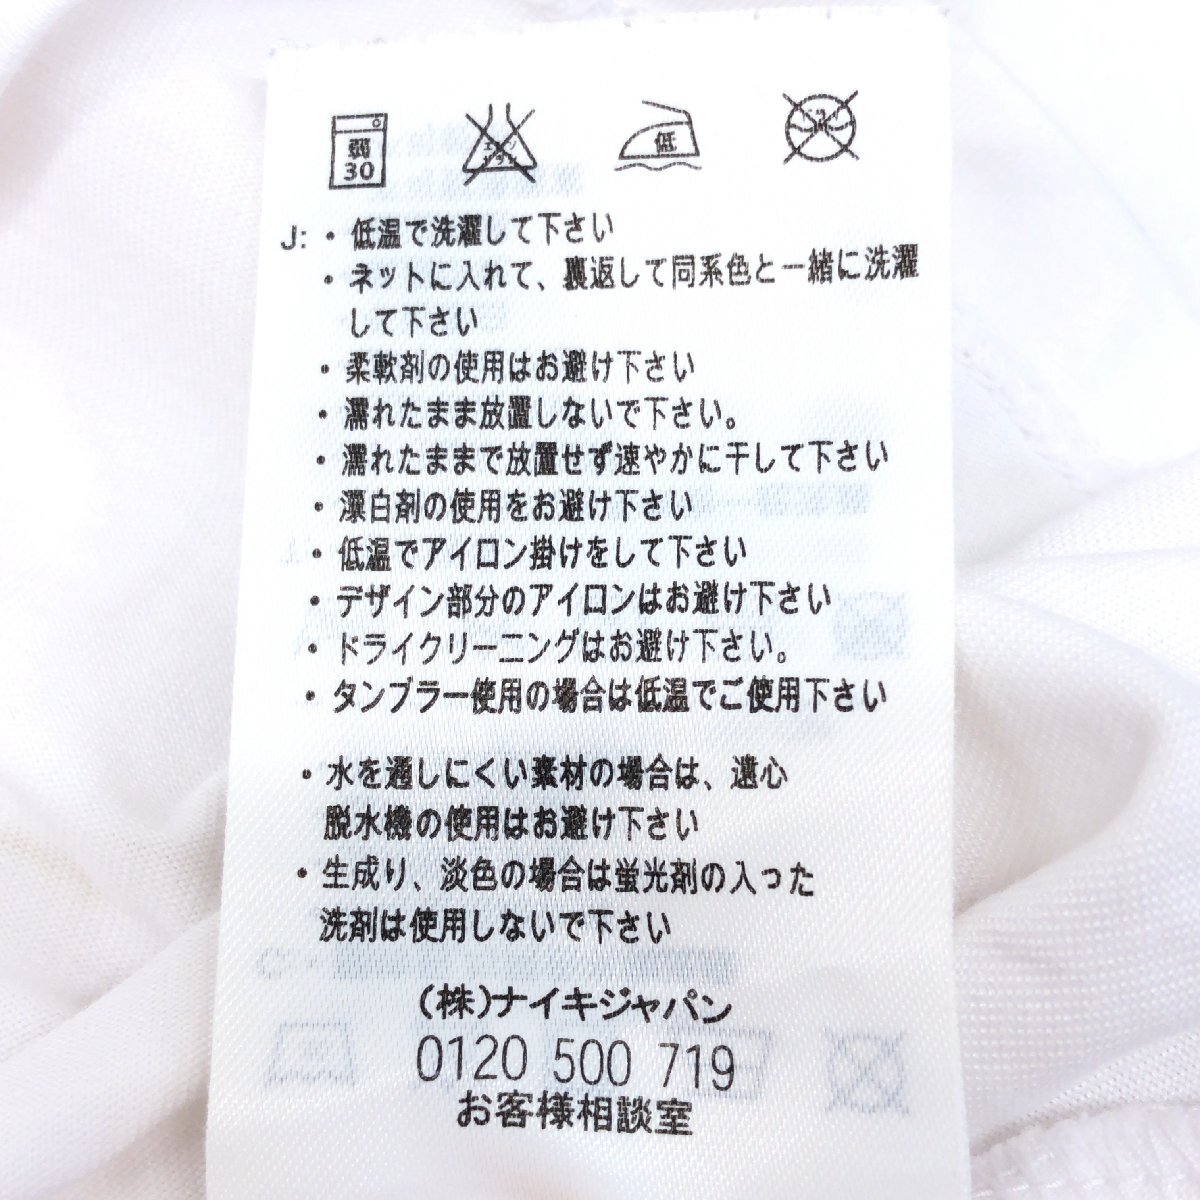 弱
30
低
J: ・低温で洗濯して下さい
・ネットに入れて、裏返して同系色と一緒に洗濯
して下さい
・柔軟剤の使用はお避け下さい
・濡れたまま放置しないで下さい。
・濡れたままで放置せず速やかに干して下さい
・漂白剤の使用をお避け下さい
・低温でアイロン掛けをして下さい
・デザイン部分のアイロンはお避け下さい
・ドライクリーニングはお避け下さい。
・タンブラー使用の場合は低温でご使用下さい
・水を通しにくい素材の場合は、遠心
脱水機の使用はお避け下さい
・生成り、淡色の場合は蛍光剤の入った
洗剤は使用しないで下さい
(株)ナイキジャパン
0120 500 719
お客様相談室